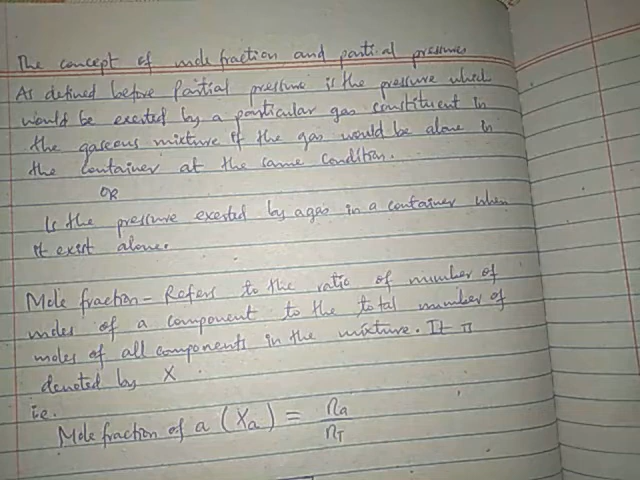 The concept of mole fraction and partial pressures
As defined before Partial pressure is the pressure which
would be exerted by a particular gas constituent in
the gaseous mixture if the gas would be alone in
the container at the same condition.
OR
Is the pressure exerted by a gas in a container when
it exist alone.
Mole fraction - Refers to the ratio of number of
moles of a component to the total number of
moles of all components in the mixture. It is
denoted by X
i.e.
Mole fraction of a (Xa) = na
nT